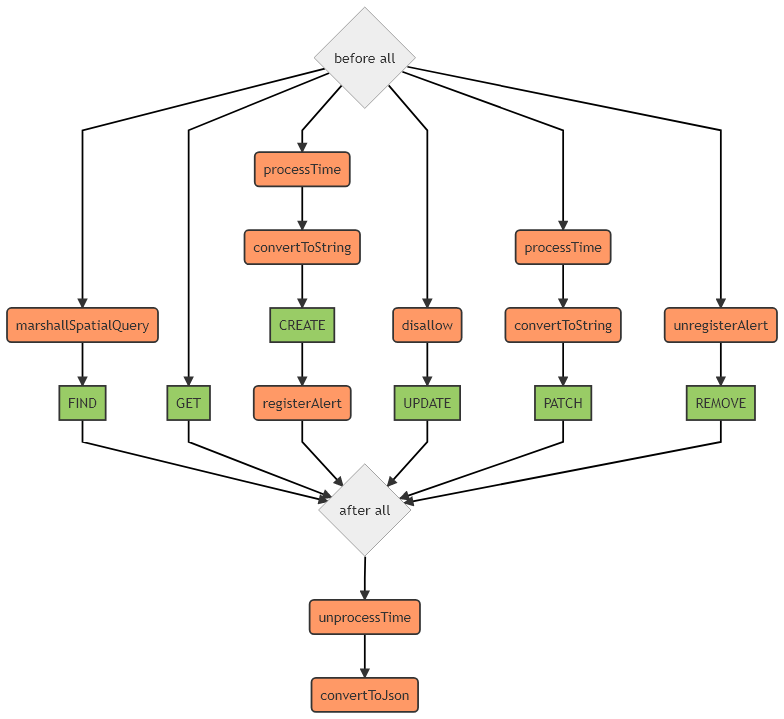 before all
processTime
convertToString
processTime
marshallSpatialQuery
CREATE
disallow
convertToString
unregisterAlert
FIND
GET
registerAlert
UPDATE
PATCH
REMOVE
after all
unprocessTime
convertToJson